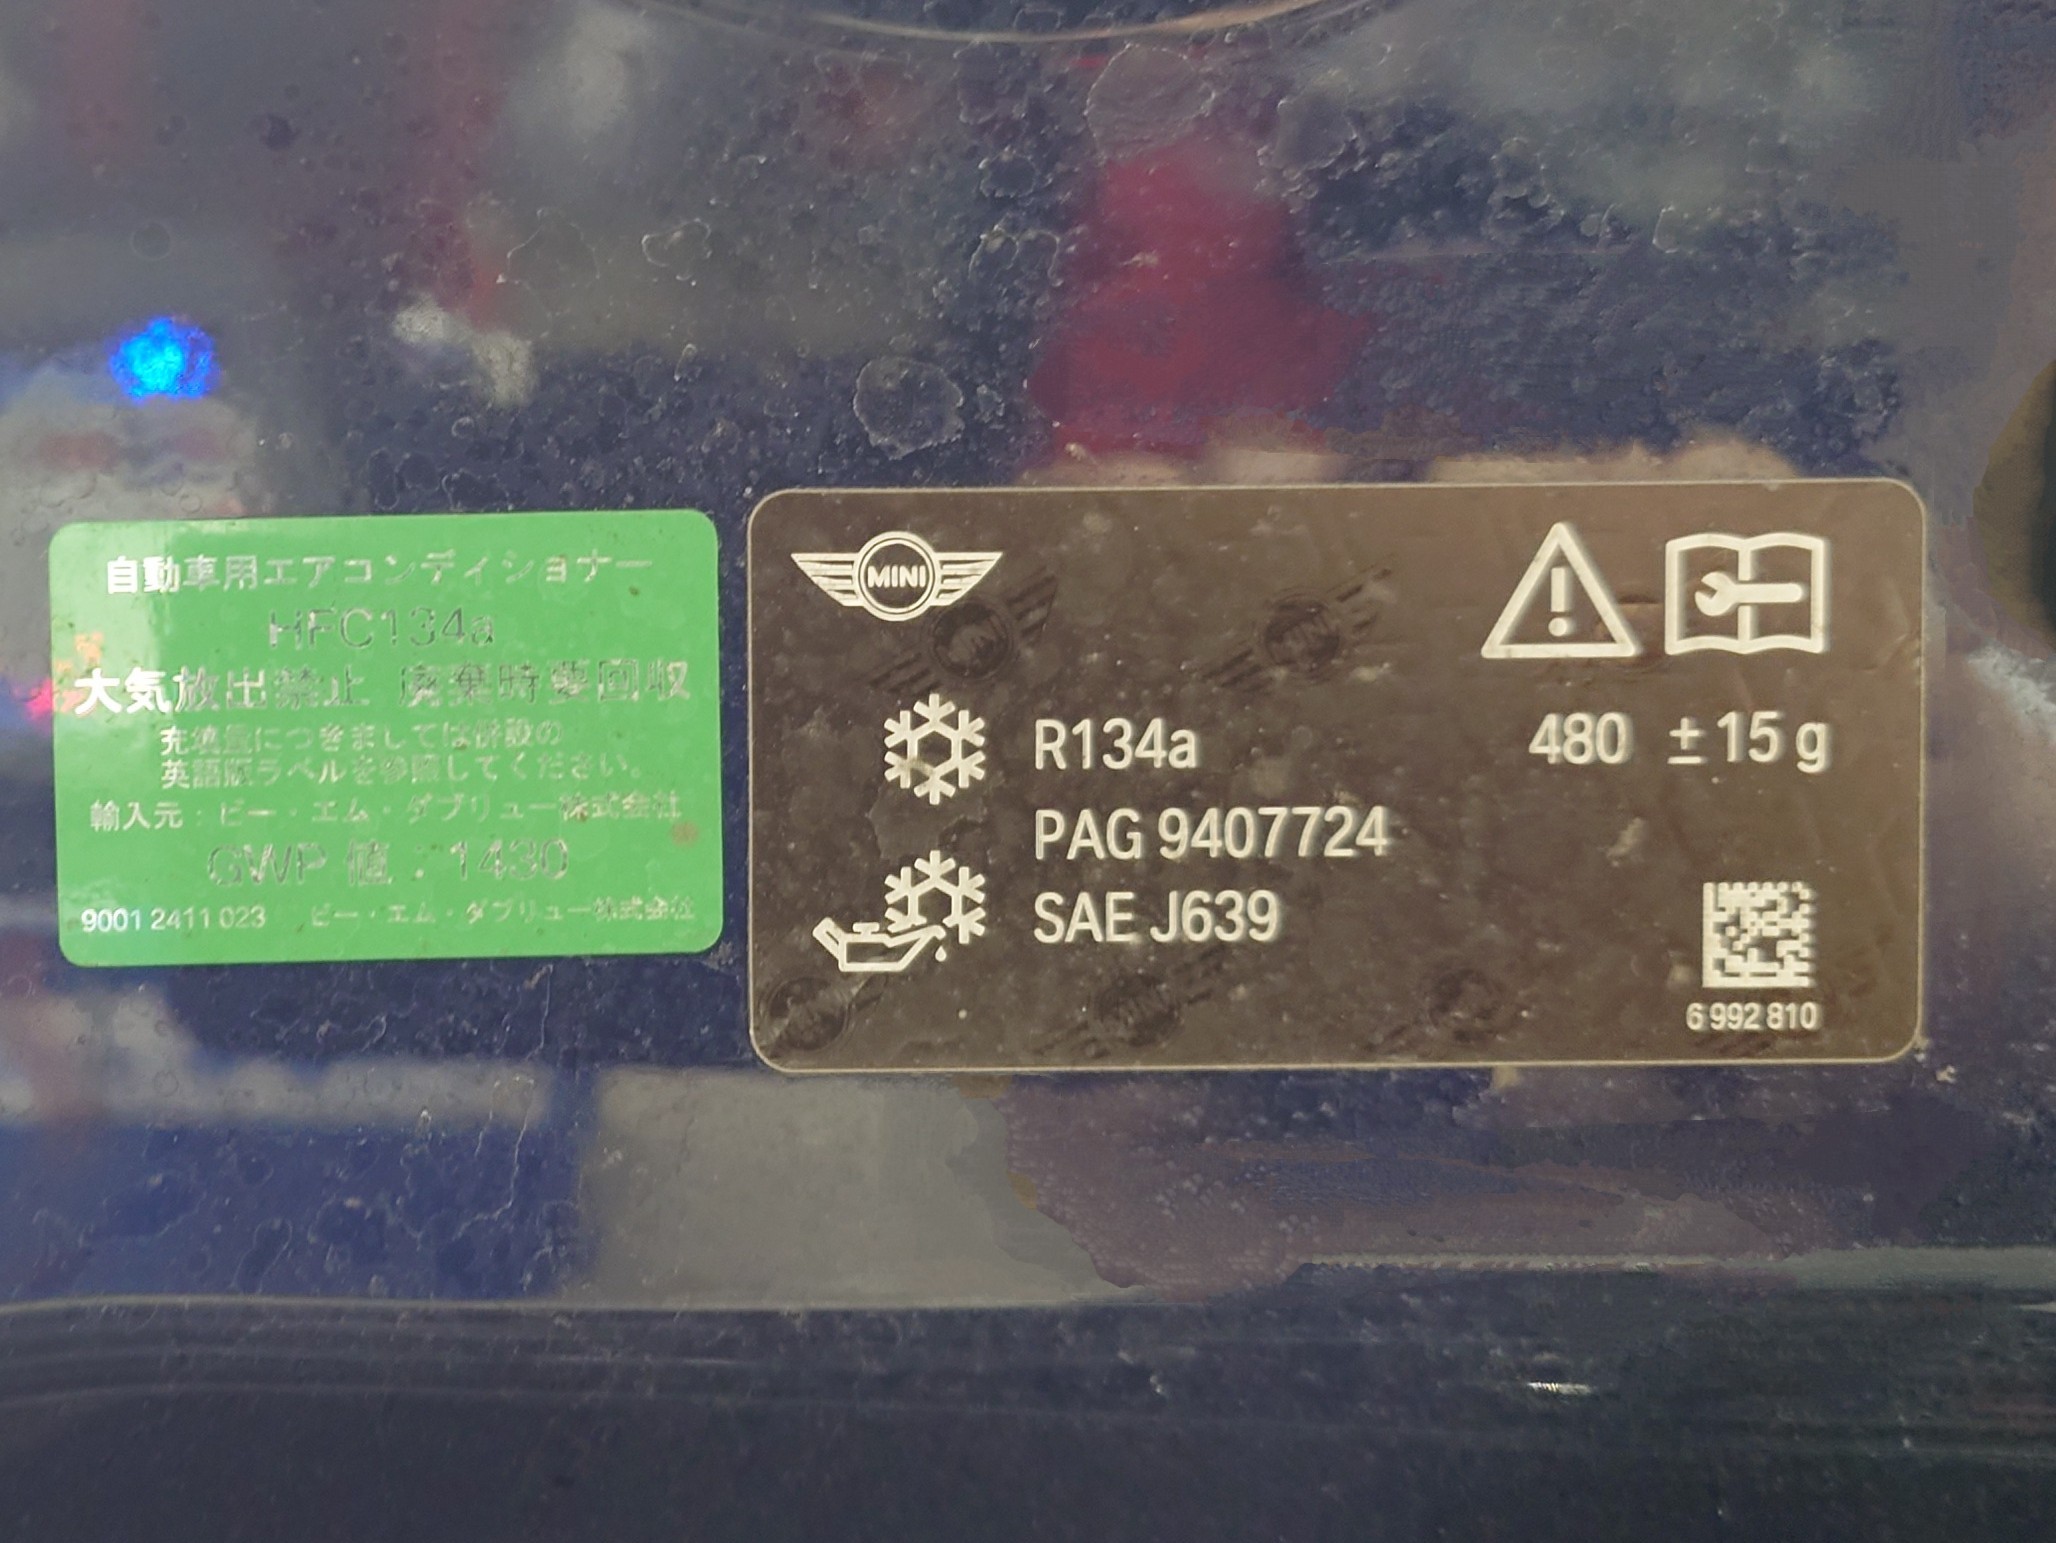 自動車用エアコンディショナー
HFC134a
大気放出禁止 廃棄時要回収
充填量につきましては併設の
英語版ラベルを参照してください。
輸入元:ビー・エム・ダブリュー株式会社
GWP 値:1430
9001 2411 023 ビー・エム・ダブリュー株式会社
MINI
R134a 480 ±15 g
PAG 9407724
SAE J639
6 992 810